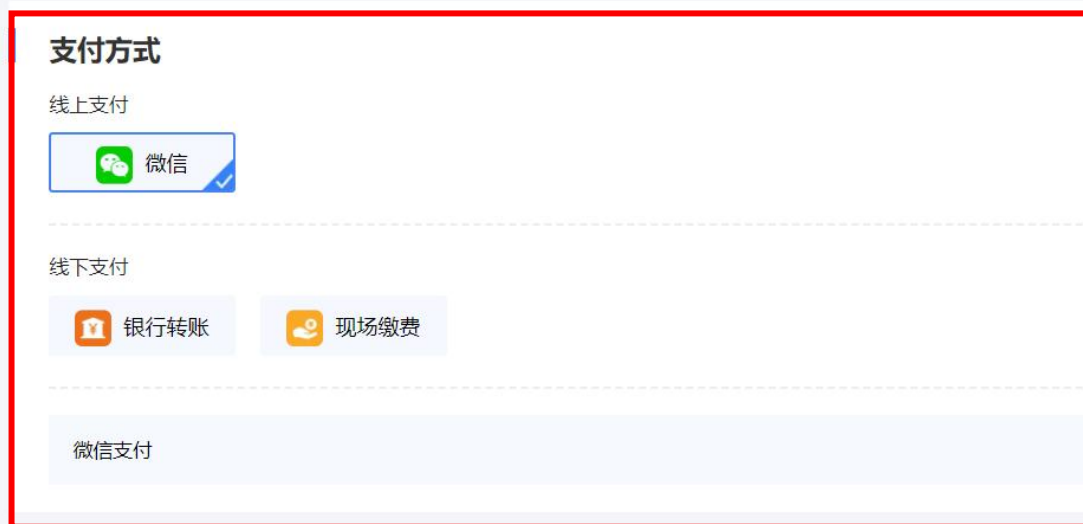 支付方式
线上支付
微信
线下支付
银行转账 现场缴费
微信支付